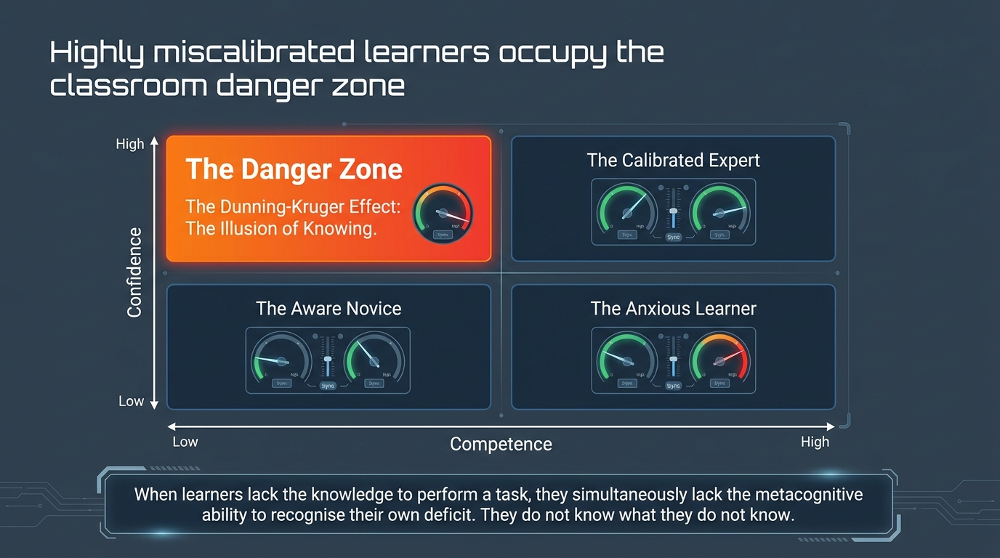 Highly miscalibrated learners occupy the
classroom danger zone
High
The Danger Zone
The Dunning-Kruger Effect:
The Illusion of Knowing.
The Calibrated Expert
Sync
Confidence
The Aware Novice
Sync
The Anxious Learner
Sync
Low
Low
Competence
High
When learners lack the knowledge to perform a task, they simultaneously lack the metacognitive
ability to recognise their own deficit. They do not know what they do not know.